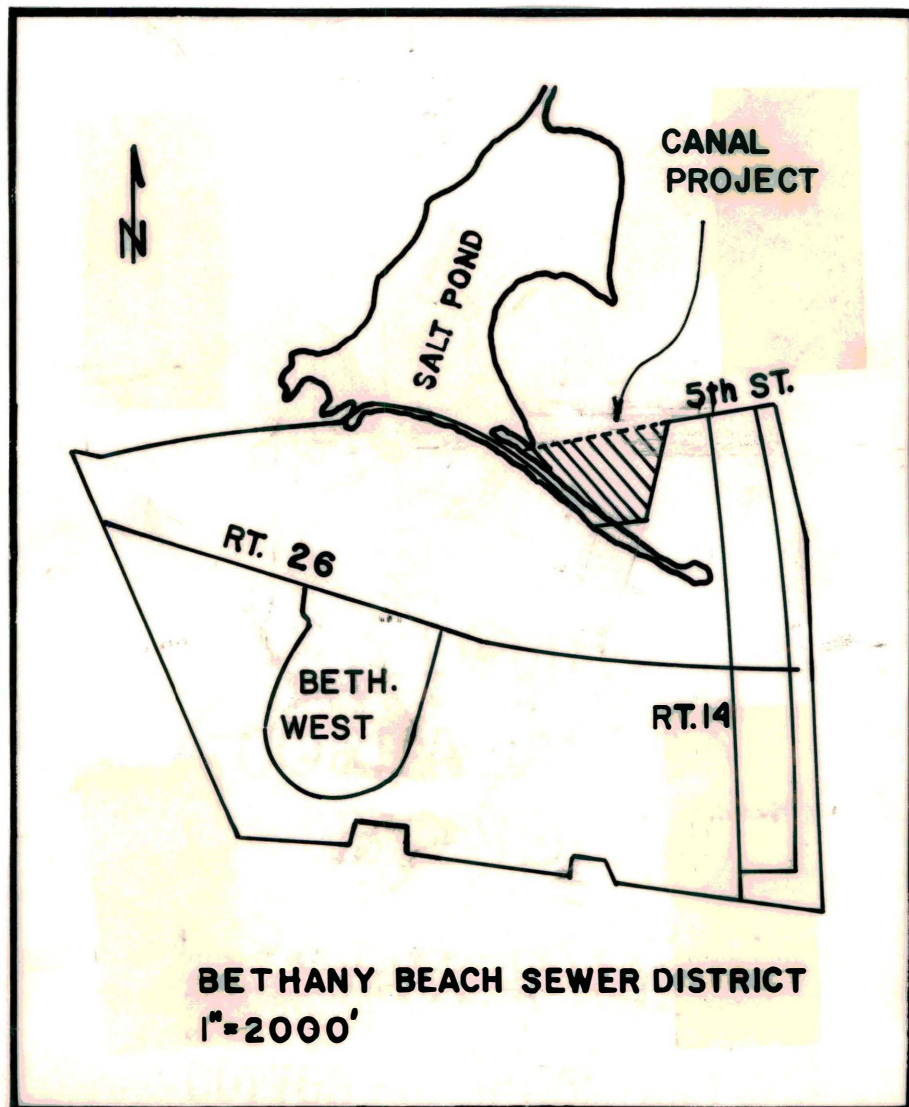 CANAL
PROJECT
N
SALT POND
5th ST.
RT. 26
BETH.
WEST
RT.14
BETHANY BEACH SEWER DISTRICT
1"=2000'